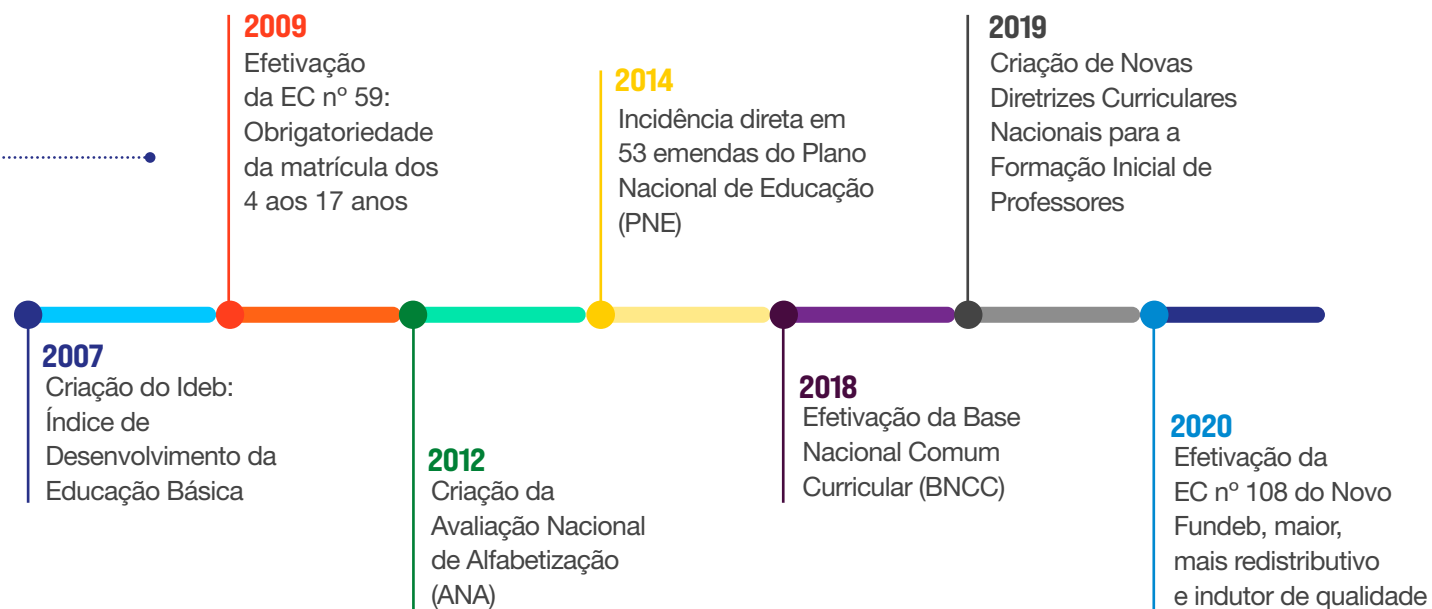 2007
Criação do Ideb:
Índice de
Desenvolvimento da
Educação Básica
2009
Efetivação
da EC nº 59:
Obrigatoriedade
da matrícula dos
4 aos 17 anos
2012
Criação da
Avaliação Nacional
de Alfabetização
(ANA)
2014
Incidência direta em
53 emendas do Plano
Nacional de Educação
(PNE)
2018
Efetivação da Base
Nacional Comum
Curricular (BNCC)
2019
Criação de Novas
Diretrizes Curriculares
Nacionais para a
Formação Inicial de
Professores
2020
Efetivação da
EC nº 108 do Novo
Fundeb, maior,
mais redistributivo
e indutor de qualidade